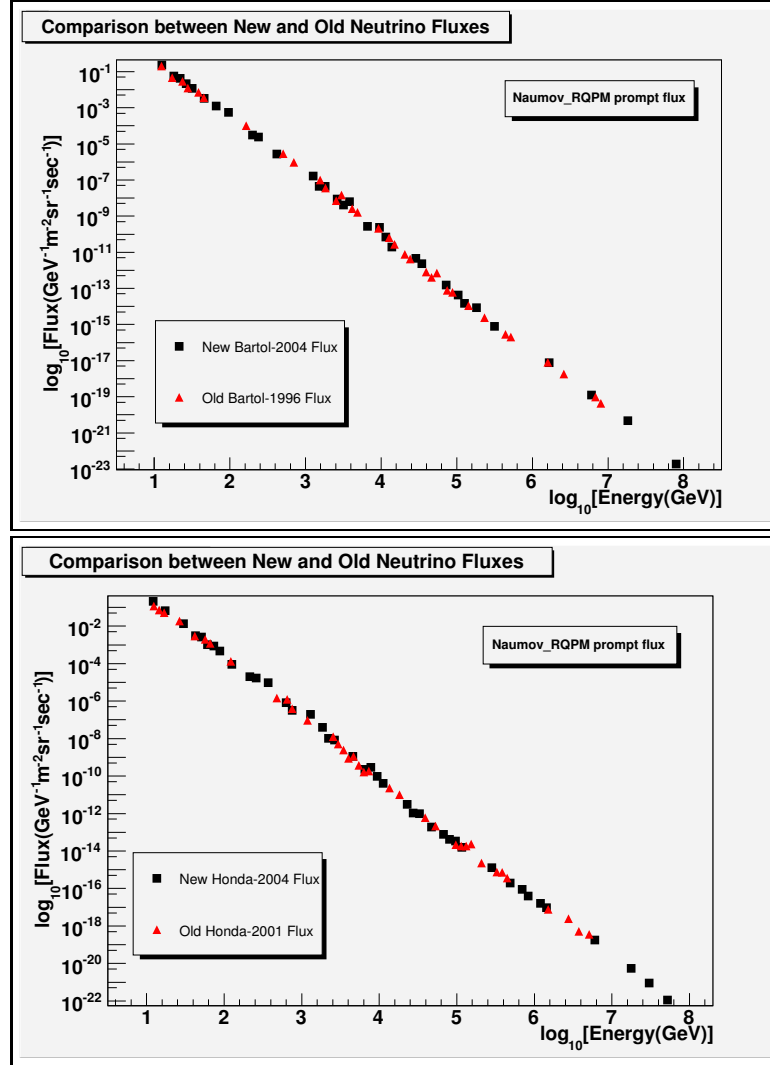 Comparison between New and Old Neutrino Fluxes
Naumov_RQPM prompt flux
log10[Flux(GeV-1m-2sr-1sec-1)]
10-1
10-3
10-5
10-7
10-9
10-11
10-13
10-15
10-17
10-19
10-21
10-23
New Bartol-2004 Flux
Old Bartol-1996 Flux
1 2 3 4 5 6 7 8
log10[Energy(GeV)]
Comparison between New and Old Neutrino Fluxes
Naumov_RQPM prompt flux
log10[Flux(GeV-1m-2sr-1sec-1)]
10-2
10-4
10-6
10-8
10-10
10-12
10-14
10-16
10-18
10-20
10-22
New Honda-2004 Flux
Old Honda-2001 Flux
1 2 3 4 5 6 7 8
log10[Energy(GeV)]